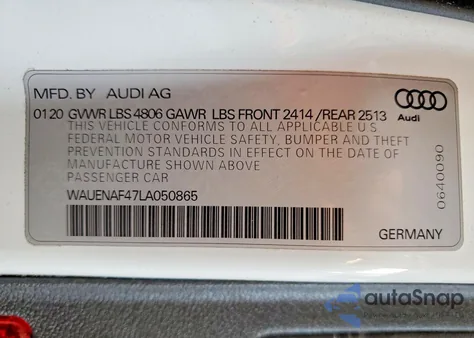 MFD. BY AUDI AG
0120 GVWR LBS 4806 GAWR LBS FRONT 2414 /REAR 2513
THIS VEHICLE CONFORMS TO ALL APPLICABLE U.S.
FEDERAL MOTOR VEHICLE SAFETY, BUMPER AND THEFT
PREVENTION STANDARDS IN EFFECT ON THE DATE OF
MANUFACTURE SHOWN ABOVE
PASSENGER CAR
WAUENAF47LA050865
Audi
0640090
GERMANY
autoSnap